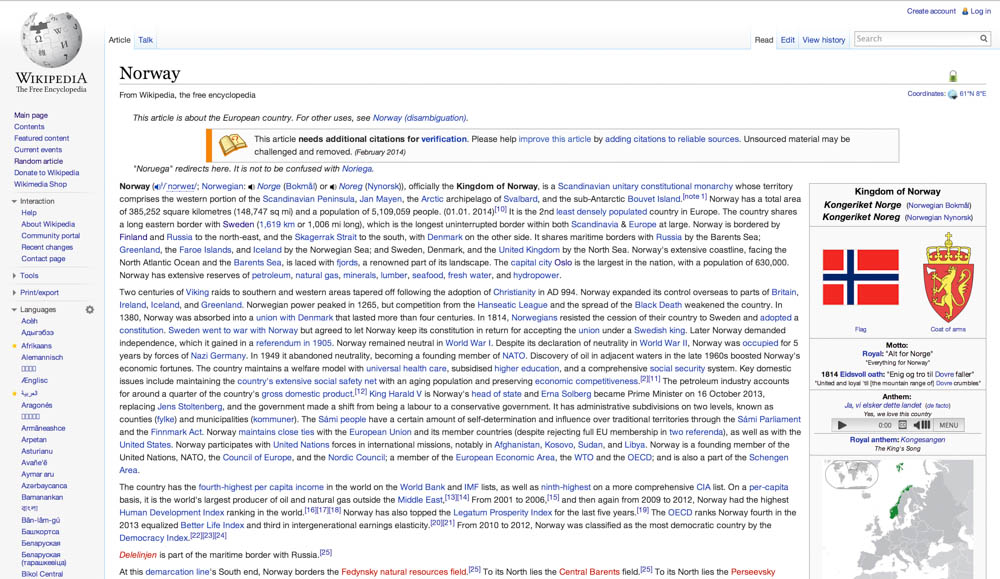 Create account Log in
Article Talk
Read Edit View history Search
WIKIPEDIA
The Free Encyclopedia
Main page
Contents
Featured content
Current events
Random article
Donate to Wikipedia
Wikimedia Shop
Interaction
Help
About Wikipedia
Community portal
Recent changes
Contact page
Tools
Print/export
Languages
Acèh
Адыгэбзэ
Afrikaans
Alemannisch
Ænglisc
العربية
Aragonés
Armãneashce
Arpetan
Asturianu
Avañe'ẽ
Aymar aru
Azərbaycanca
Bamanankan
বাংলা
Bân-lâm-gú
Башҡортса
Беларуская
Беларуская
(тарашкевіца)
Bikol Central
Norway
From Wikipedia, the free encyclopedia
Coordinates: 61°N 8°E
This article is about the European country. For other uses, see Norway (disambiguation).
This article needs additional citations for verification. Please help improve this article by adding citations to reliable sources. Unsourced material may be
challenged and removed. (February 2014)
"Noruega" redirects here. It is not to be confused with Noriega.
Norway (/ˈnɔrweɪ/; Norwegian: Norge (Bokmål) or Noreg (Nynorsk)), officially the Kingdom of Norway, is a Scandinavian unitary constitutional monarchy whose territory
comprises the western portion of the Scandinavian Peninsula, Jan Mayen, the Arctic archipelago of Svalbard, and the sub-Antarctic Bouvet Island.[note 1] Norway has a total area
of 385,252 square kilometres (148,747 sq mi) and a population of 5,109,059 people. (01.01. 2014)[10] It is the 2nd least densely populated country in Europe. The country shares
a long eastern border with Sweden (1,619 km or 1,006 mi long), which is the longest uninterrupted border within both Scandinavia & Europe at large. Norway is bordered by
Finland and Russia to the north-east, and the Skagerrak Strait to the south, with Denmark on the other side. It shares maritime borders with Russia by the Barents Sea;
Greenland, the Faroe Islands, and Iceland by the Norwegian Sea; and Sweden, Denmark, and the United Kingdom by the North Sea. Norway's extensive coastline, facing the
North Atlantic Ocean and the Barents Sea, is laced with fjords, a renowned part of its landscape. The capital city Oslo is the largest in the nation, with a population of 630,000.
Norway has extensive reserves of petroleum, natural gas, minerals, lumber, seafood, fresh water, and hydropower.
Two centuries of Viking raids to southern and western areas tapered off following the adoption of Christianity in AD 994. Norway expanded its control overseas to parts of Britain,
Ireland, Iceland, and Greenland. Norwegian power peaked in 1265, but competition from the Hanseatic League and the spread of the Black Death weakened the country. In
1380, Norway was absorbed into a union with Denmark that lasted more than four centuries. In 1814, Norwegians resisted the cession of their country to Sweden and adopted a
constitution. Sweden went to war with Norway but agreed to let Norway keep its constitution in return for accepting the union under a Swedish king. Later Norway demanded
independence, which it gained in a referendum in 1905. Norway remained neutral in World War I. Despite its declaration of neutrality in World War II, Norway was occupied for 5
years by forces of Nazi Germany. In 1949 it abandoned neutrality, becoming a founding member of NATO. Discovery of oil in adjacent waters in the late 1960s boosted Norway's
economic fortunes. The country maintains a welfare model with universal health care, subsidised higher education, and a comprehensive social security system. Key domestic
issues include maintaining the country's extensive social safety net with an aging population and preserving economic competitiveness.[2][11] The petroleum industry accounts
for around a quarter of the country's gross domestic product.[12] King Harald V is Norway's head of state and Erna Solberg became Prime Minister on 16 October 2013,
replacing Jens Stoltenberg, and the government made a shift from being a labour to a conservative government. It has administrative subdivisions on two levels, known as
counties (fylke) and municipalities (kommuner). The Sámi people have a certain amount of self-determination and influence over traditional territories through the Sámi Parliament
and the Finnmark Act. Norway maintains close ties with the European Union and its member countries (despite rejecting full EU membership in two referenda), as well as with the
United States. Norway participates with United Nations forces in international missions, notably in Afghanistan, Kosovo, Sudan, and Libya. Norway is a founding member of the
United Nations, NATO, the Council of Europe, and the Nordic Council; a member of the European Economic Area, the WTO and the OECD; and is also a part of the Schengen
Area.
The country has the fourth-highest per capita income in the world on the World Bank and IMF lists, as well as ninth-highest on a more comprehensive CIA list. On a per-capita
basis, it is the world's largest producer of oil and natural gas outside the Middle East,[13][14] From 2001 to 2006,[15] and then again from 2009 to 2012, Norway had the highest
Human Development Index ranking in the world.[16][17][18] Norway has also topped the Legatum Prosperity Index for the last five years.[19] The OECD ranks Norway fourth in the
2013 equalized Better Life Index and third in intergenerational earnings elasticity.[20][21] From 2010 to 2012, Norway was classified as the most democratic country by the
Democracy Index.[22][23][24]
Delelinjen is part of the maritime border with Russia.[25]
At this demarcation line's South end, Norway borders the Fedynsky natural resources field.[25] To its North lies the Central Barents field.[25] To its North lies the Perseevsky
Kingdom of Norway
Kongeriket Norge (Norwegian Bokmål)
Kongeriket Noreg (Norwegian Nynorsk)
Flag Coat of arms
Motto:
Royal: "Alt for Norge"
"Everything for Norway"
1814 Eidsvoll oath: "Enig og tro til Dovre faller"
"United and loyal 'til [the mountain range of] Dovre crumbles"
Anthem:
Ja, vi elsker dette landet (de facto)
Yes, we love this country
0:00 MENU
Royal anthem: Kongesangen
The King's Song